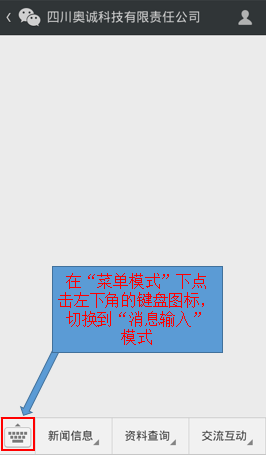 四川奥诚科技有限责任公司
在“菜单模式”下点
击左下角的键盘图标,
切换到“消息输入”
模式
新闻信息 资料查询 交流互动